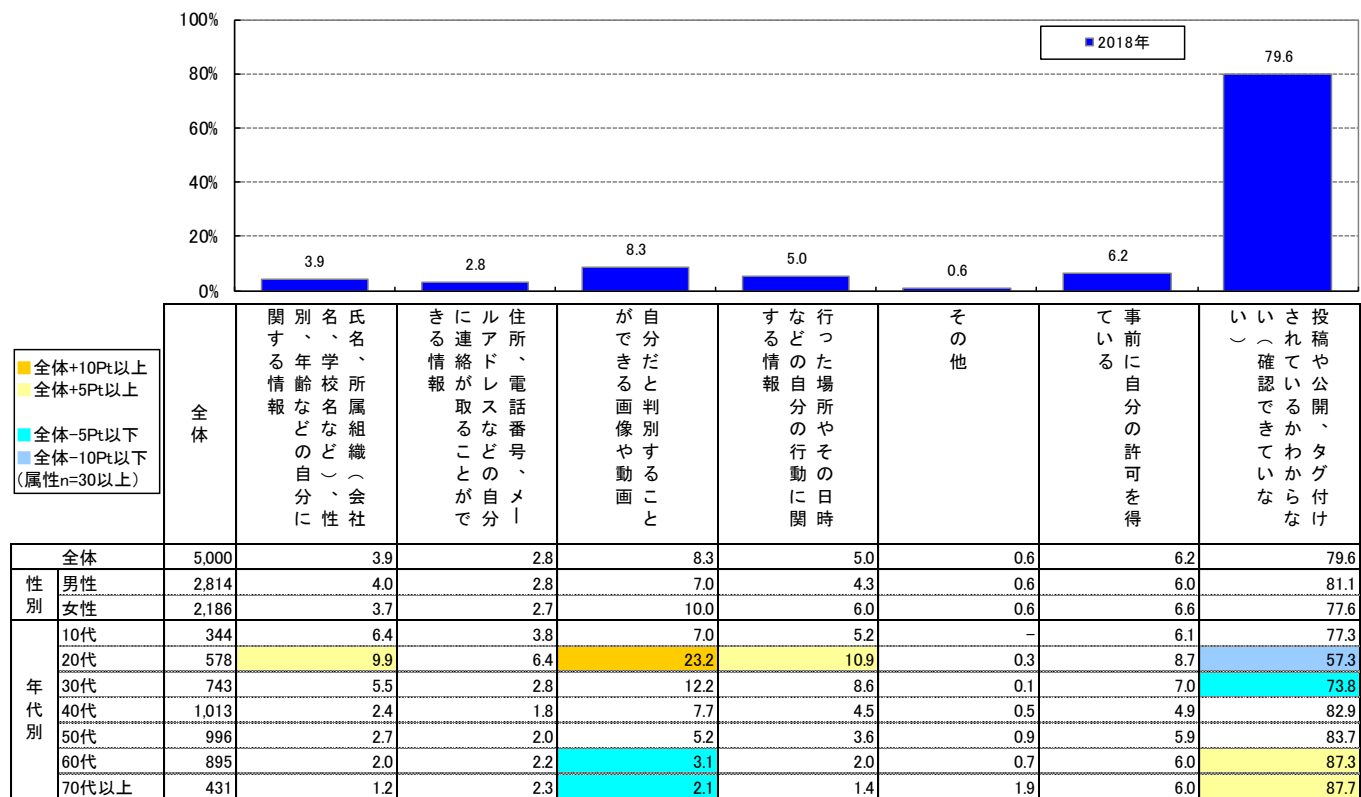 100%
80%
60%
40%
20%
0%
■2018年
3.9
2.8
8.3
5.0
0.6
6.2
79.6
■全体+10Pt以上
■全体+5Pt以上
■全体-5Pt以下
■全体-10Pt以下
(属性n=30以上)
全体
氏名、所属組織（会社
名、学校名など）、性
別、年齢などの自分に
関する情報
住所、電話番号、メー
ルアドレスなどの自分
に連絡が取ることがで
きる情報
自分だと判別すること
ができる画像や動画
行った場所やその日時
などの自分の行動に関
する情報
その他
事前に自分の許可を得
ている
投稿や公開、タグ付け
されているかわからな
い（確認できていな
い）
全体 5,000 3.9 2.8 8.3 5.0 0.6 6.2 79.6
性別
男性 2,814 4.0 2.8 7.0 4.3 0.6 6.0 81.1
女性 2,186 3.7 2.7 10.0 6.0 0.6 6.6 77.6
年代別
10代 344 6.4 3.8 7.0 5.2 - 6.1 77.3
20代 578 9.9 6.4 23.2 10.9 0.3 8.7 57.3
30代 743 5.5 2.8 12.2 8.6 0.1 7.0 73.8
40代 1,013 2.4 1.8 7.7 4.5 0.5 4.9 82.9
50代 996 2.7 2.0 5.2 3.6 0.9 5.9 83.7
60代 895 2.0 2.2 3.1 2.0 0.7 6.0 87.3
70代以上 431 1.2 2.3 2.1 1.4 1.9 6.0 87.7